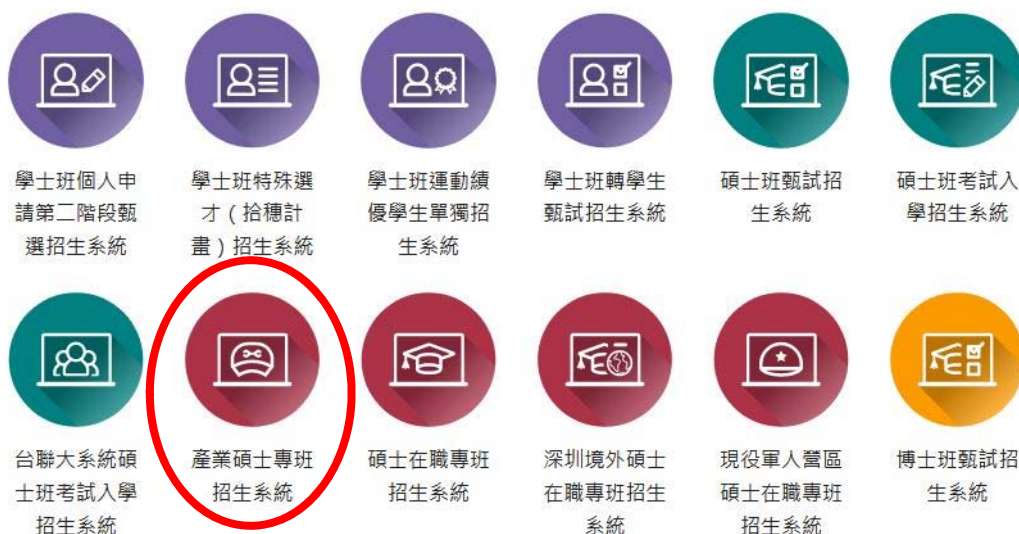 學士班個人申
請第二階段甄
選招生系統
學士班特殊選
才（拾穗計
畫）招生系統
學士班運動績
優學生單獨招
生系統
學士班轉學生
甄試招生系統
碩士班甄試招
生系統
碩士班考試入
學招生系統
台聯大系統碩
士班考試入學
招生系統
產業碩士專班
招生系統
碩士在職專班
招生系統
深圳境外碩士
在職專班招生
系統
現役軍人營區
碩士在職專班
招生系統
博士班甄試招
生系統